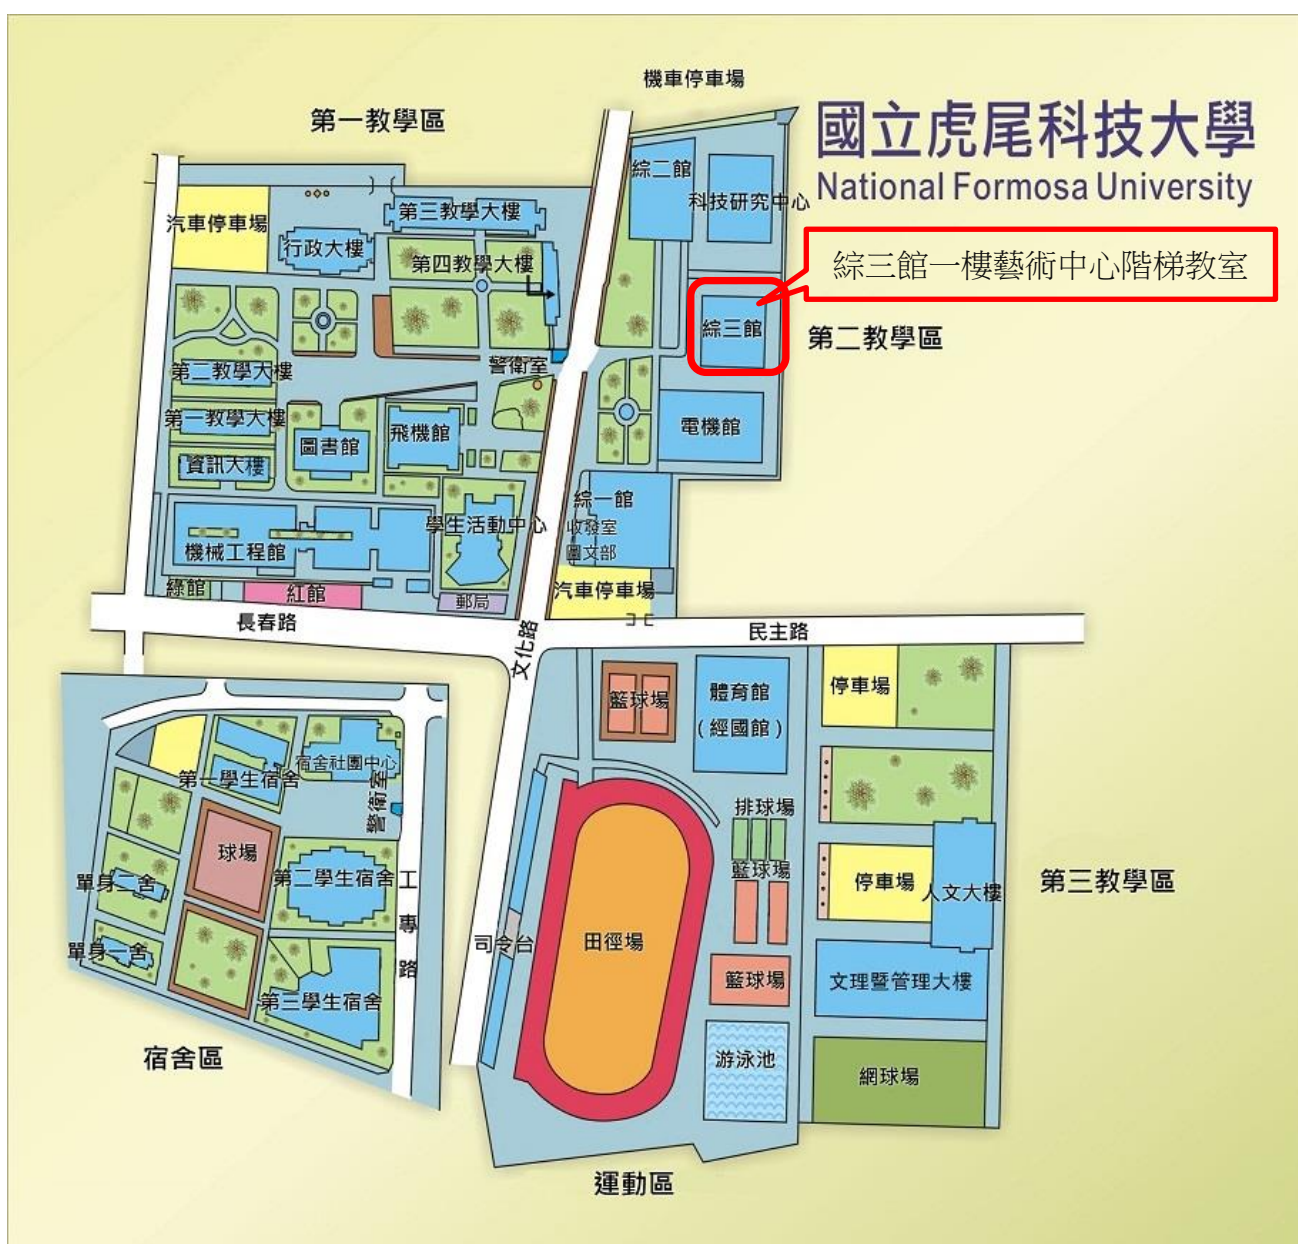 機車停車場
第一教學區
國立虎尾科技大學
National Formosa University
綜二館
科技研究中心
汽車停車場
第三教學大樓
行政大樓
第四教學大樓
綜三館一樓藝術中心階梯教室
綜三館
第二教學區
警衛室
第二教學大樓
第一教學大樓
飛機館
電機館
圖書館
資訊大樓
綜一館
學生活動中心
收發室
圖文部
機械工程館
綠館
紅館
郵局
汽車停車場
長春路
文化路
民主路
籃球場
體育館
(經國館)
停車場
第一學生宿舍
宿舍社團中心
警衛室
排球場
球場
籃球場
單身二舍
第二學生宿舍
工專路
停車場
人文大樓
第三教學區
單身一舍
司令台
田徑場
籃球場
文理暨管理大樓
第三學生宿舍
宿舍區
游泳池
網球場
運動區